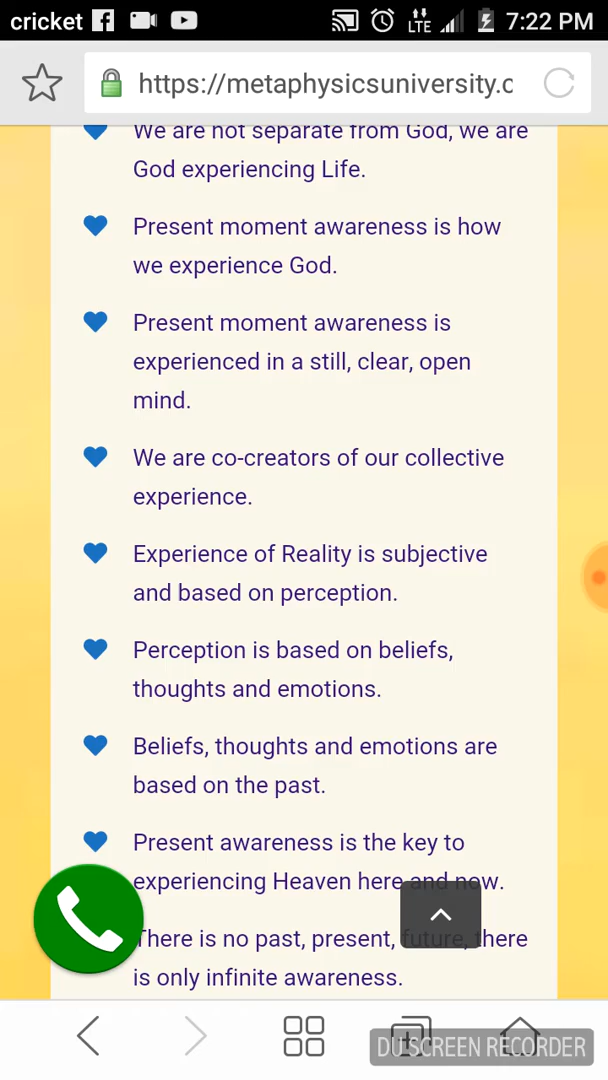 cricket LTE 7:22 PM
https://metaphysicsuniversity.c
We are not separate from God, we are
God experiencing Life.
Present moment awareness is how
we experience God.
Present moment awareness is
experienced in a still, clear, open
mind.
We are co-creators of our collective
experience.
Experience of Reality is subjective
and based on perception.
Perception is based on beliefs,
thoughts and emotions.
Beliefs, thoughts and emotions are
based on the past.
Present awareness is the key to
experiencing Heaven here and now.
There is no past, present, future, there
is only infinite awareness.
DU SCREEN RECORDER